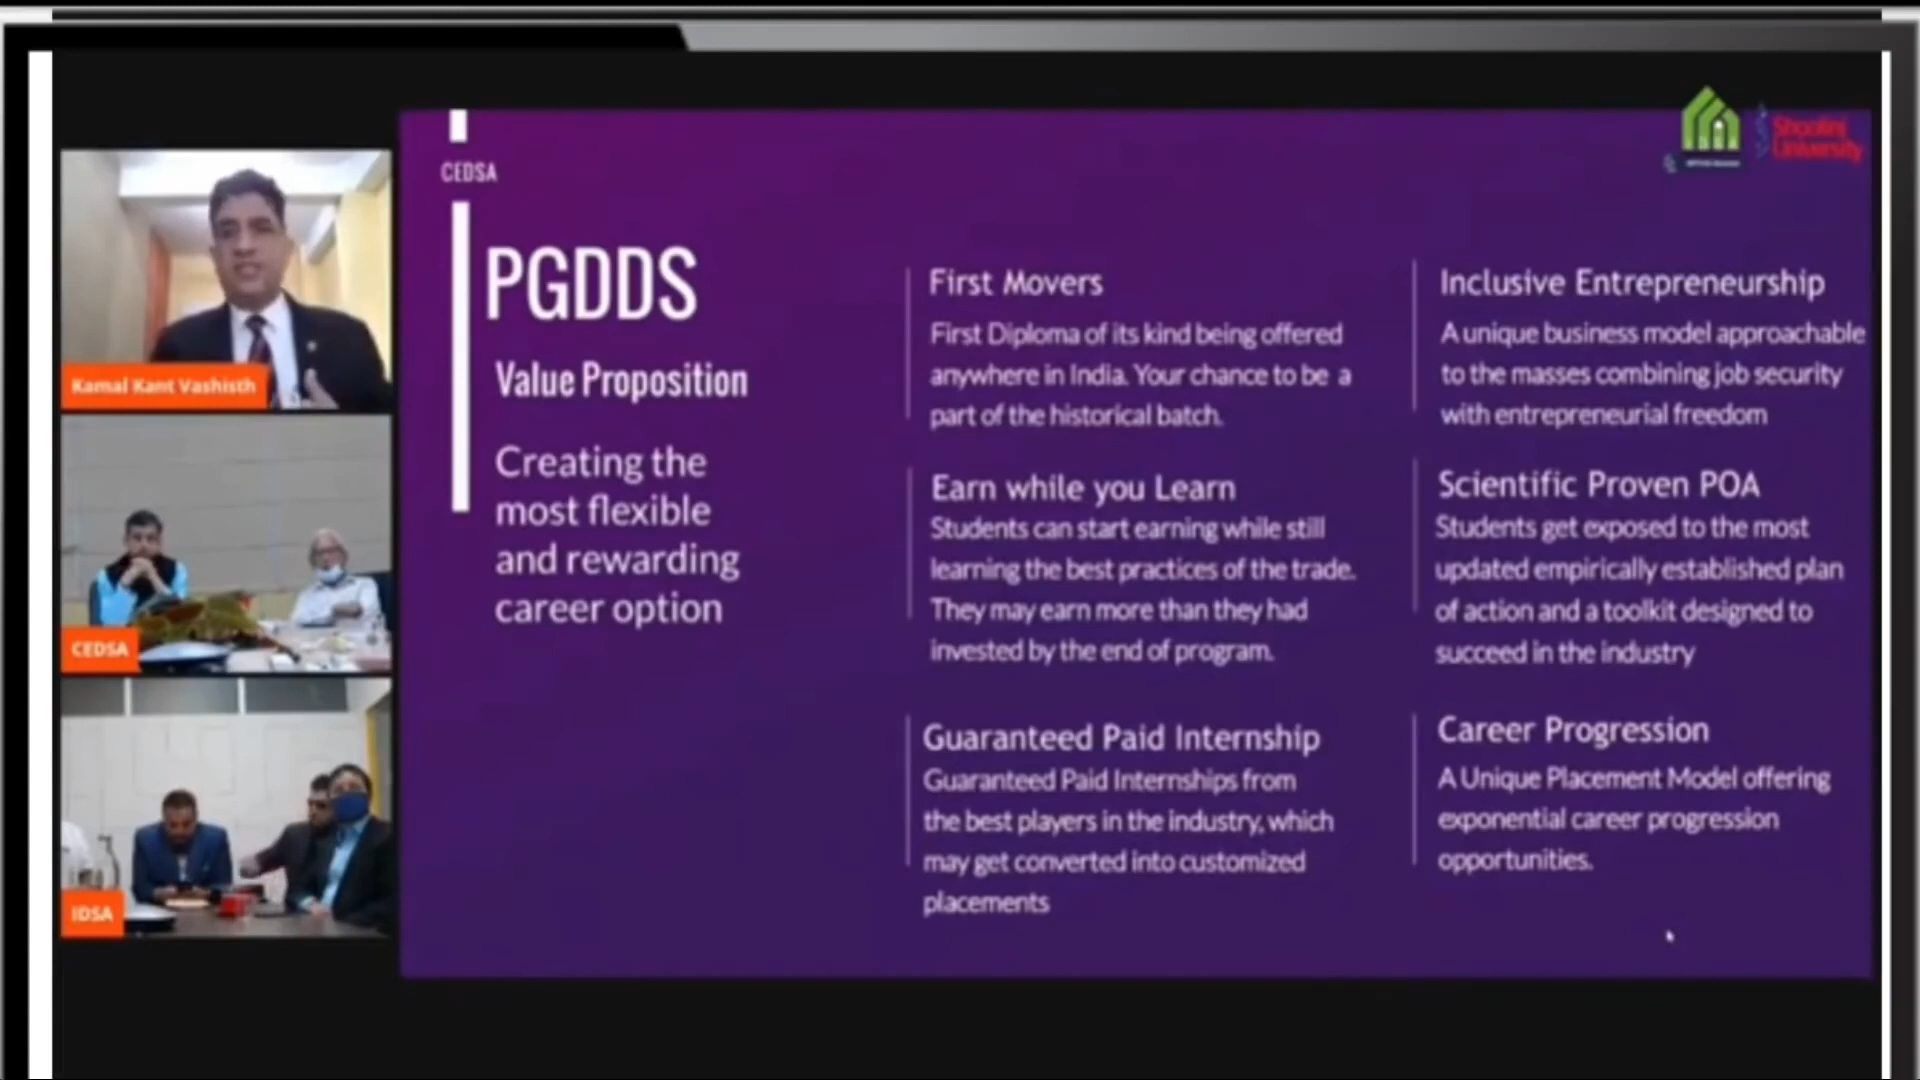 CEDSA
PGDDS
Value Proposition
Creating the
most flexible
and rewarding
career option
First Movers
First Diploma of its kind being offered
anywhere in India. Your chance to be a
part of the historical batch.
Earn while you Learn
Students can start earning while still
learning the best practices of the trade.
They may earn more than they had
invested by the end of program.
Guaranteed Paid Internship
Guaranteed Paid Internships from
the best players in the industry, which
may get converted into customized
placements
Inclusive Entrepreneurship
A unique business model approachable
to the masses combining job security
with entrepreneurial freedom
Scientific Proven POA
Students get exposed to the most
updated empirically established plan
of action and a toolkit designed to
succeed in the industry
Career Progression
A Unique Placement Model offering
exponential career progression
opportunities.
Shoolini
University
Kamal Kant Vashisth
CEDSA
IDSA